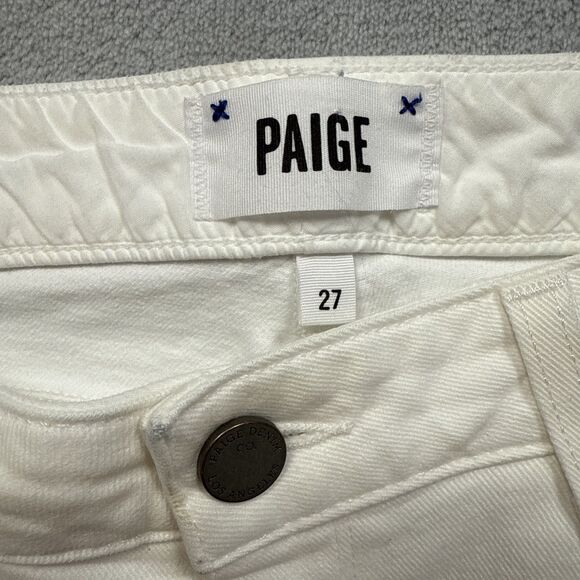 PAIGE
27
PAIGE DENIM
CO.
LOS ANGELES